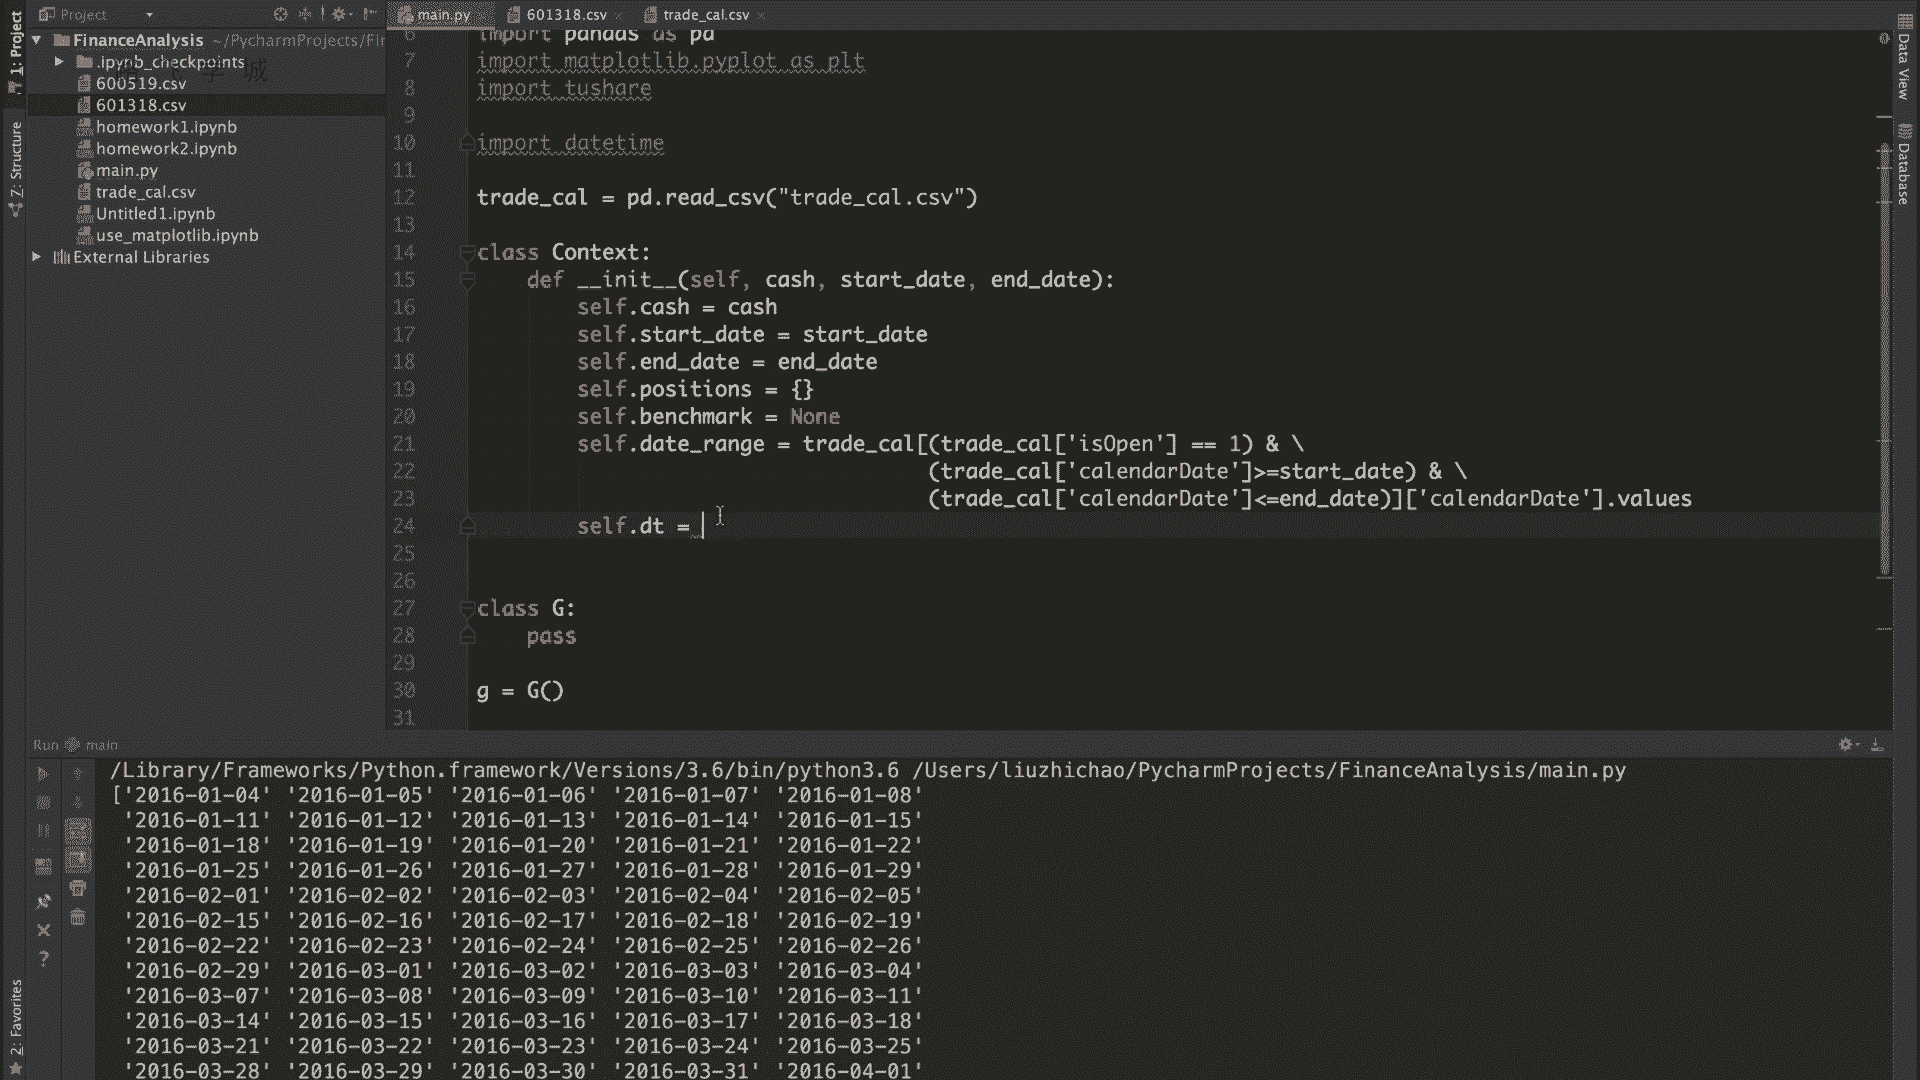 Project
main.py
601318.csv
trade_cal.csv
1: Project
FinanceAnalysis ~/PycharmProjects/Fi
.ipynb_checkpoints
学城
600519.csv
601318.csv
homework1.ipynb
homework2.ipynb
main.py
trade_cal.csv
Untitled1.ipynb
use_matplotlib.ipynb
External Libraries
7: Structure
2: Favorites
Data View
Database
6 import pandas as pd
7 import matplotlib.pyplot as plt
8 import tushare
9
10 import datetime
11
12 trade_cal = pd.read_csv("trade_cal.csv")
13
14 class Context:
15 def __init__(self, cash, start_date, end_date):
16 self.cash = cash
17 self.start_date = start_date
18 self.end_date = end_date
19 self.positions = {}
20 self.benchmark = None
21 self.date_range = trade_cal[(trade_cal['isOpen'] == 1) & \
22 (trade_cal['calendarDate']>=start_date) & \
23 (trade_cal['calendarDate']<=end_date)]['calendarDate'].values
24 self.dt =
25
26
27 class G:
28 pass
29
30 g = G()
31
Run main
/Library/Frameworks/Python.framework/Versions/3.6/bin/python3.6 /Users/liuzhichao/PycharmProjects/FinanceAnalysis/main.py
['2016-01-04' '2016-01-05' '2016-01-06' '2016-01-07' '2016-01-08'
'2016-01-11' '2016-01-12' '2016-01-13' '2016-01-14' '2016-01-15'
'2016-01-18' '2016-01-19' '2016-01-20' '2016-01-21' '2016-01-22'
'2016-01-25' '2016-01-26' '2016-01-27' '2016-01-28' '2016-01-29'
'2016-02-01' '2016-02-02' '2016-02-03' '2016-02-04' '2016-02-05'
'2016-02-15' '2016-02-16' '2016-02-17' '2016-02-18' '2016-02-19'
'2016-02-22' '2016-02-23' '2016-02-24' '2016-02-25' '2016-02-26'
'2016-02-29' '2016-03-01' '2016-03-02' '2016-03-03' '2016-03-04'
'2016-03-07' '2016-03-08' '2016-03-09' '2016-03-10' '2016-03-11'
'2016-03-14' '2016-03-15' '2016-03-16' '2016-03-17' '2016-03-18'
'2016-03-21' '2016-03-22' '2016-03-23' '2016-03-24' '2016-03-25'
'2016-03-28' '2016-03-29' '2016-03-30' '2016-03-31' '2016-04-01'